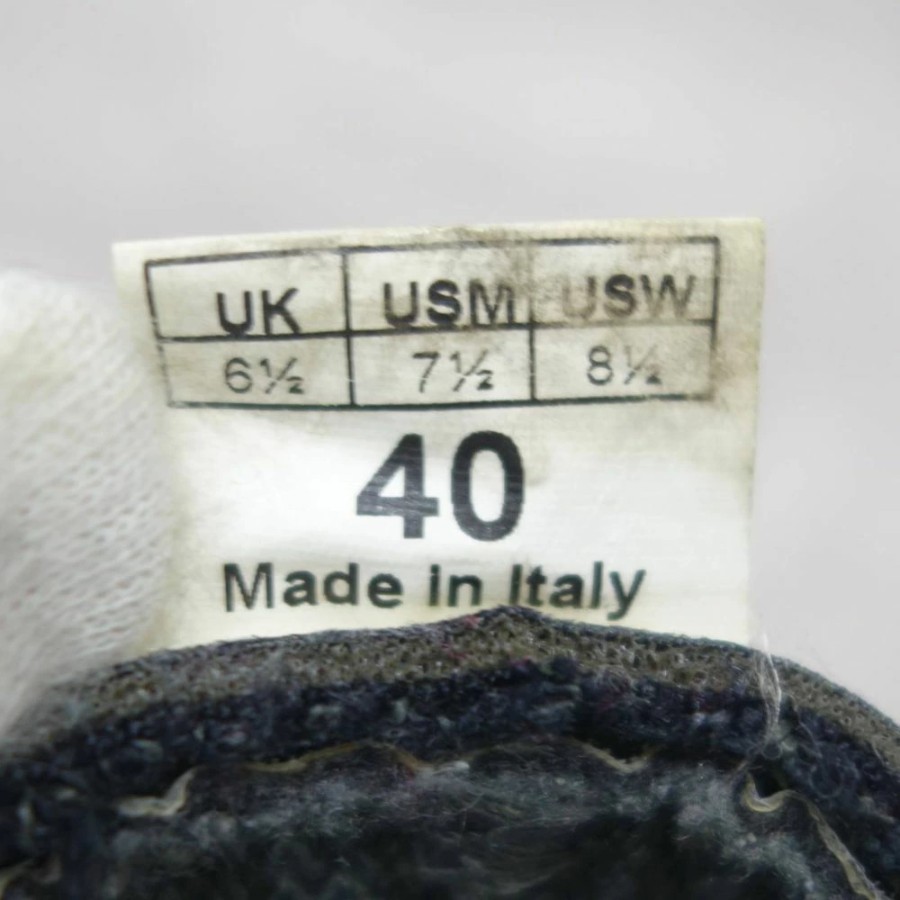 UK USM USW
6½ 7½ 8½
40
Made in Italy